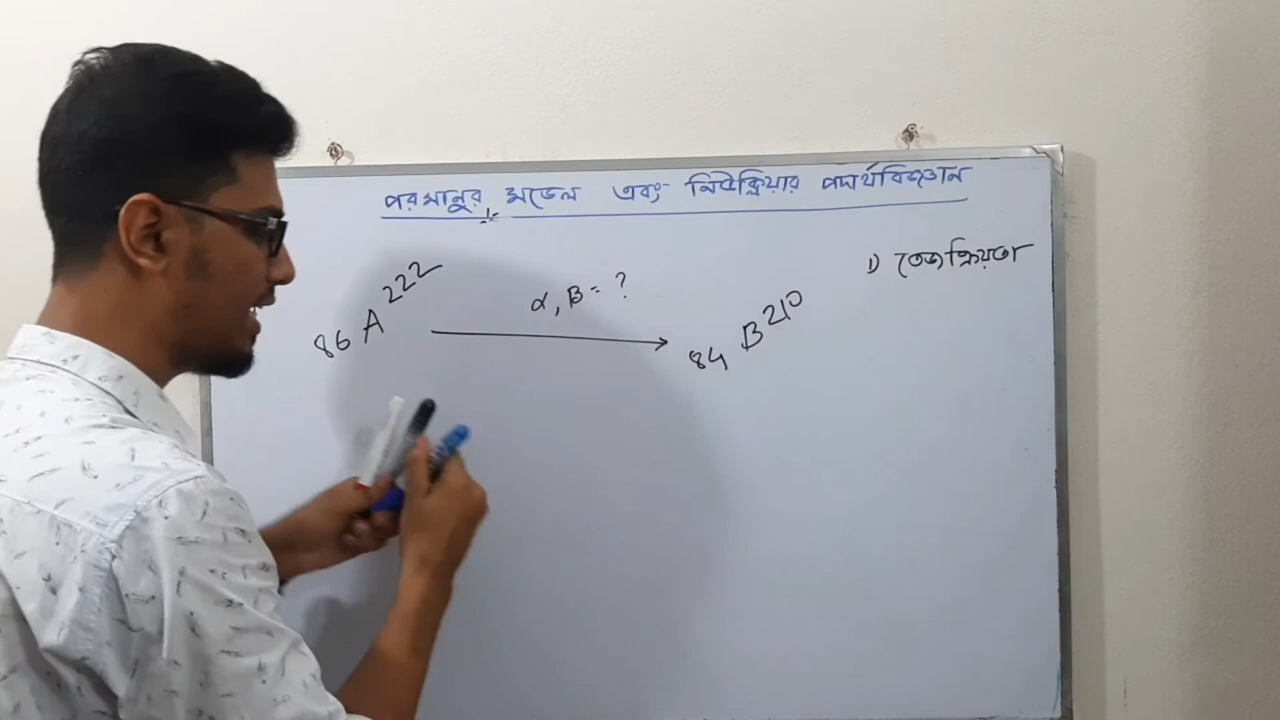 পরমানুর মডেল এবং নিউক্লিয়ার পদার্থবিজ্ঞান
1) তেজস্ক্রিয়তা
86 A 222 α, β = ? 84 B 210